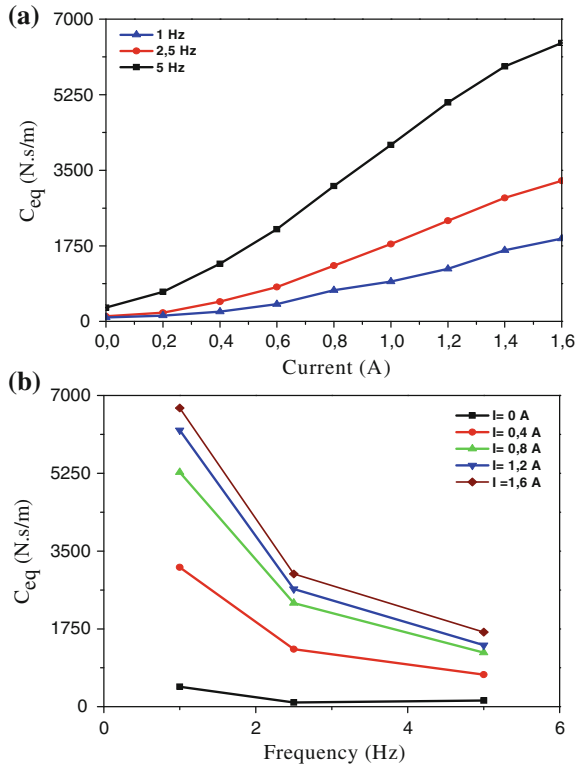 (a)
7000
5250
3500
1750
0
C_eq (N.s/m)
1 Hz
2,5 Hz
5 Hz
0,0 0,2 0,4 0,6 0,8 1,0 1,2 1,4 1,6
Current (A)
(b)
7000
5250
3500
1750
0
C_eq (N.s/m)
I= 0 A
I= 0,4 A
I= 0,8 A
I= 1,2 A
I =1,6 A
0 2 4 6
Frequency (Hz)